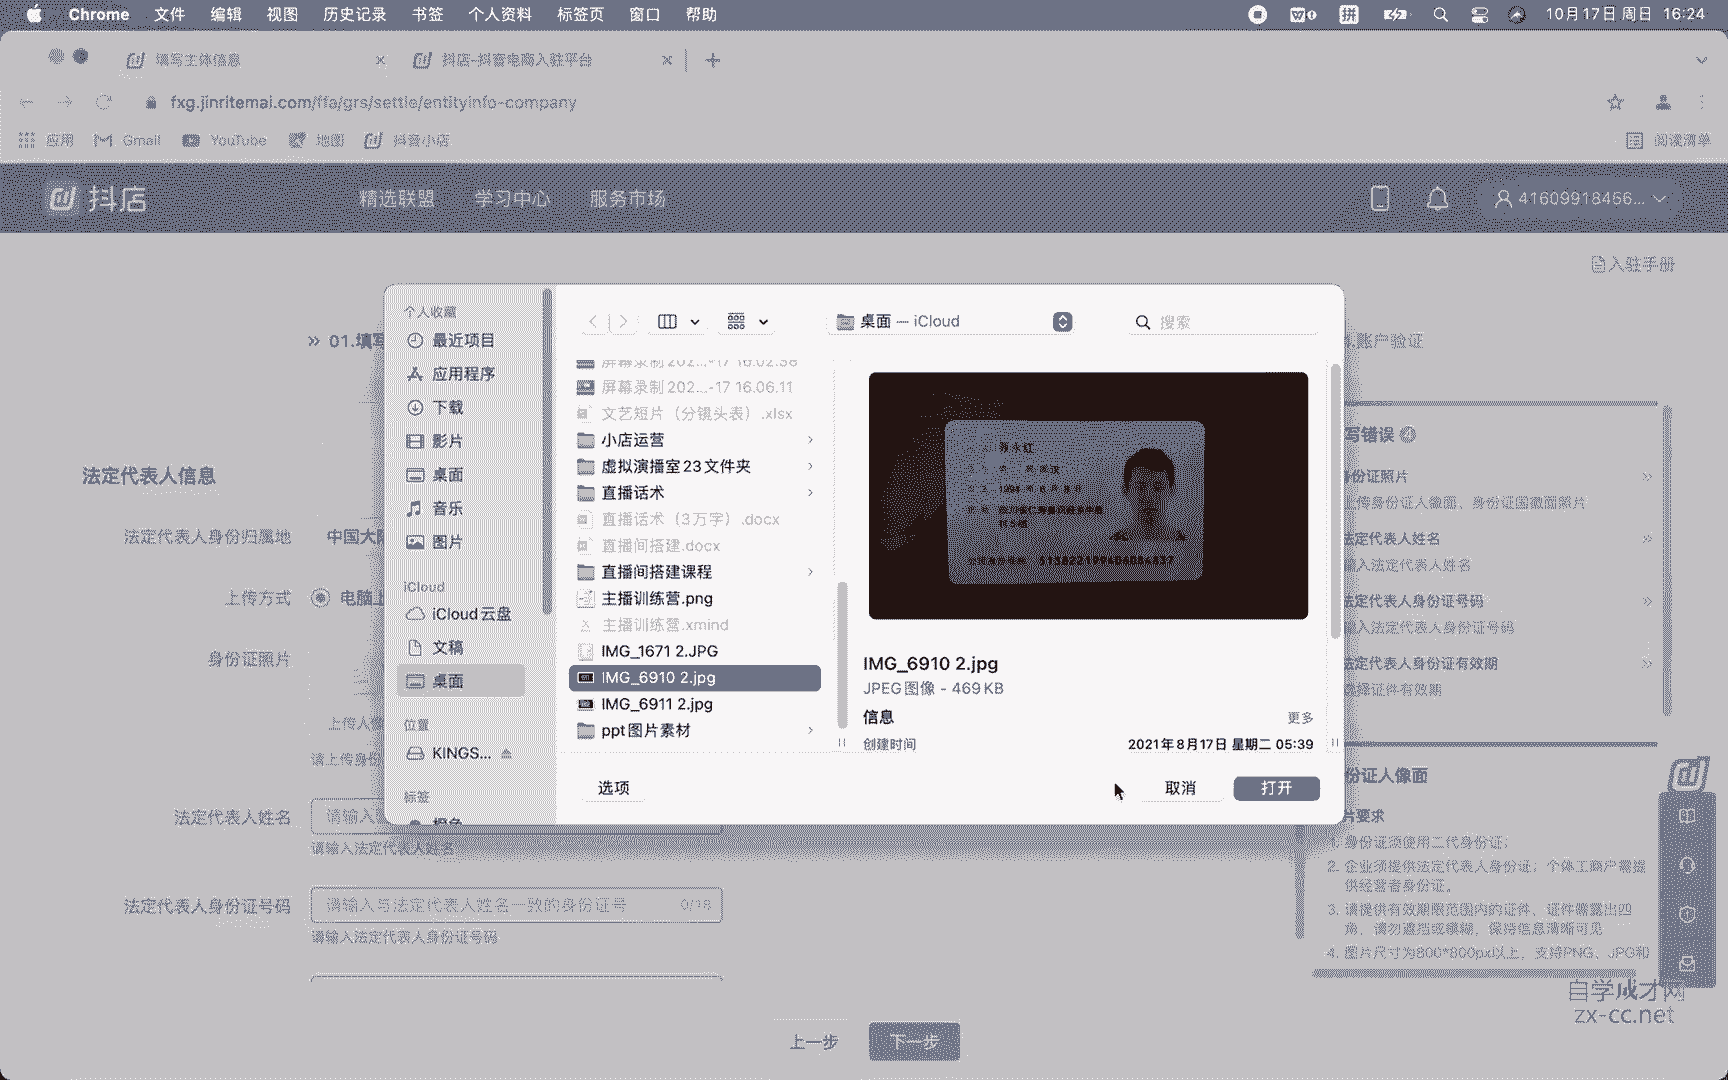 Chrome 文件 编辑 视图 历史记录 书签 个人资料 标签页 窗口 帮助
拼
10月17日 周日 16:24
填写主体信息
抖店-抖音电商入驻平台
fxg.jinritemai.com/ffa/grs/settle/entityinfo-company
应用 Gmail YouTube 地图 抖音小店
阅读清单
抖店 精选联盟 学习中心 服务市场
41609918456...
入驻手册
01.填写
账户验证
法定代表人信息
法定代表人身份归属地
中国大陆
上传方式
电脑上
身份证照片
上传人像
请上传身份
法定代表人姓名
请输入
请输入法定代表人姓名
法定代表人身份证号码
请输入与法定代表人姓名一致的身份证号 0/18
请输入法定代表人身份证号码
上一步 下一步
个人收藏
最近项目
应用程序
下载
影片
桌面
音乐
图片
iCloud
iCloud云盘
文稿
桌面
位置
KINGS...
标签
橙色
桌面 — iCloud
搜索
屏幕录制 202...-17 16.02.38
屏幕录制 202...-17 16.06.11
文艺短片（分镜头表）.xlsx
小店运营
虚拟演播室23文件夹
直播话术
直播话术（3万字）.docx
直播间搭建.docx
直播间搭建课程
主播训练营.png
主播训练营.xmind
IMG_1671 2.JPG
IMG_6910 2.jpg
IMG_6911 2.jpg
ppt图片素材
IMG_6910 2.jpg
JPEG图像 - 469 KB
信息 更多
创建时间 2021年8月17日 星期二 05:39
选项 取消 打开
写错误 4
身份证照片
上传身份证人像面、身份证国徽面照片
法定代表人姓名
输入法定代表人姓名
法定代表人身份证号码
输入法定代表人身份证号码
法定代表人身份证有效期
选择证件有效期
份证人像面
片要求
1. 身份证须使用二代身份证；
2. 企业须提供法定代表人身份证；个体工商户需提
供经营者身份证。
3. 请提供有效期限范围内的证件，证件需露出四
角，请勿遮挡或模糊，保持信息清晰可见
4. 图片尺寸为800*800px以上，支持PNG、JPG和
自学成才网
zx-cc.net